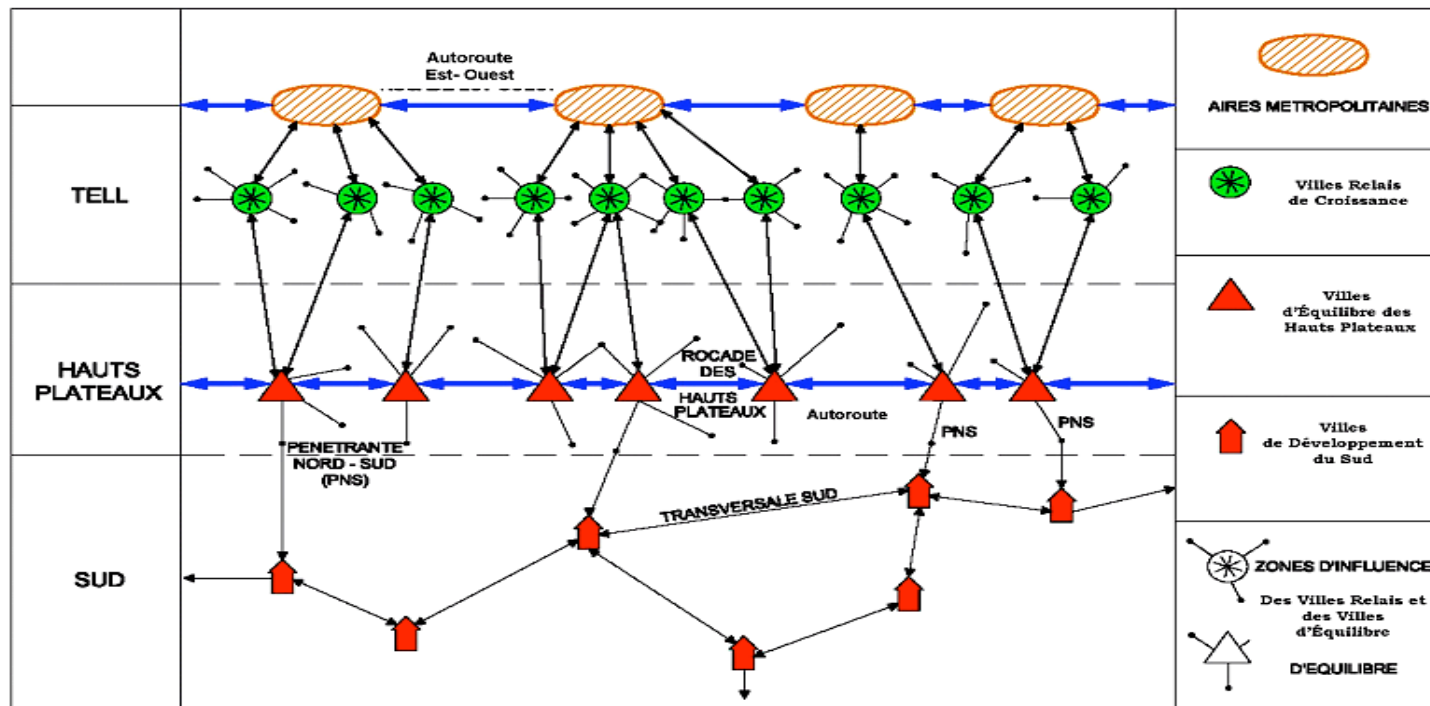 Autoroute
Est- Ouest
TELL
HAUTS
PLATEAUX
ROCADE DES
HAUTS
PLATEAUX
Autoroute
PENETRANTE
NORD - SUD
(PNS)
PNS
PNS
SUD
TRANSVERSALE SUD
AIRES METROPOLITAINES
Villes Relais
de Croissance
Villes
d'Équilibre des
Hauts Plateaux
Villes
de Développement
du Sud
ZONES D'INFLUENCE
Des Villes Relais et
des Villes
d'Équilibre
D'EQUILIBRE